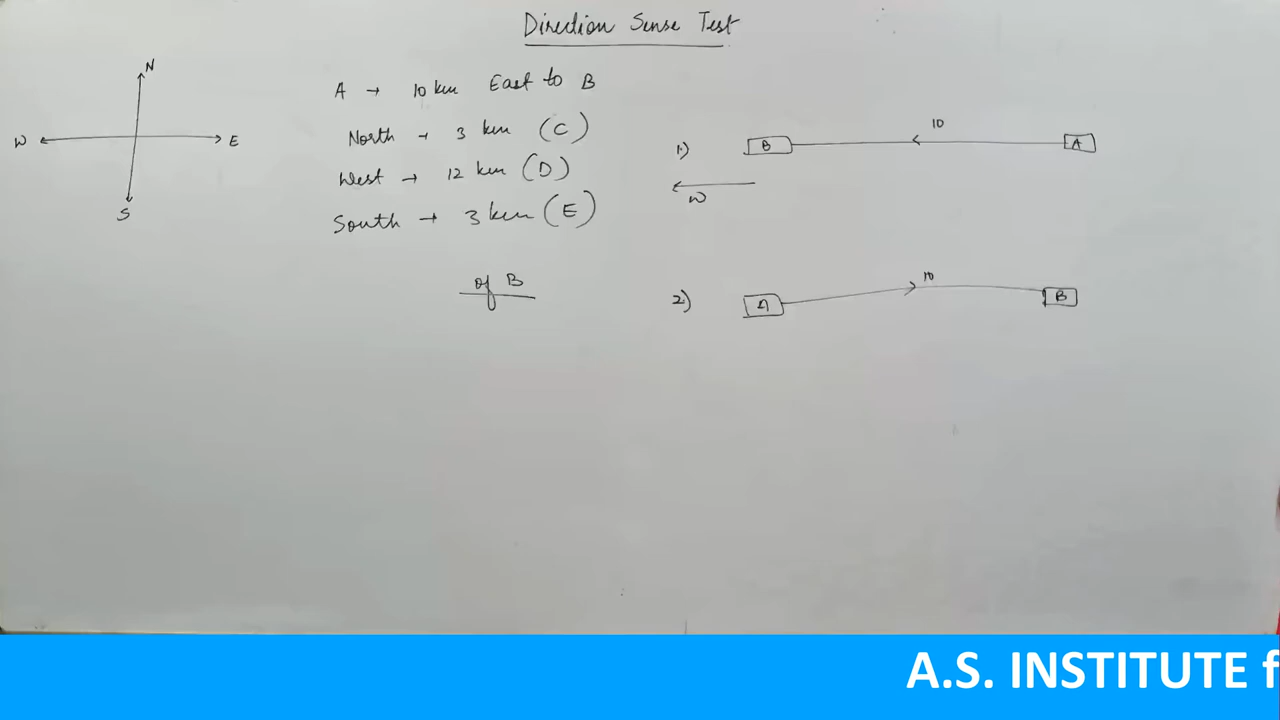 Direction Sense Test
N
W
E
S
A → 10 km East to B
North → 3 km (C)
West → 12 km (D)
South → 3 km (E)
of B
1)
B
10
A
W
2)
A
10
B
A.S. INSTITUTE f